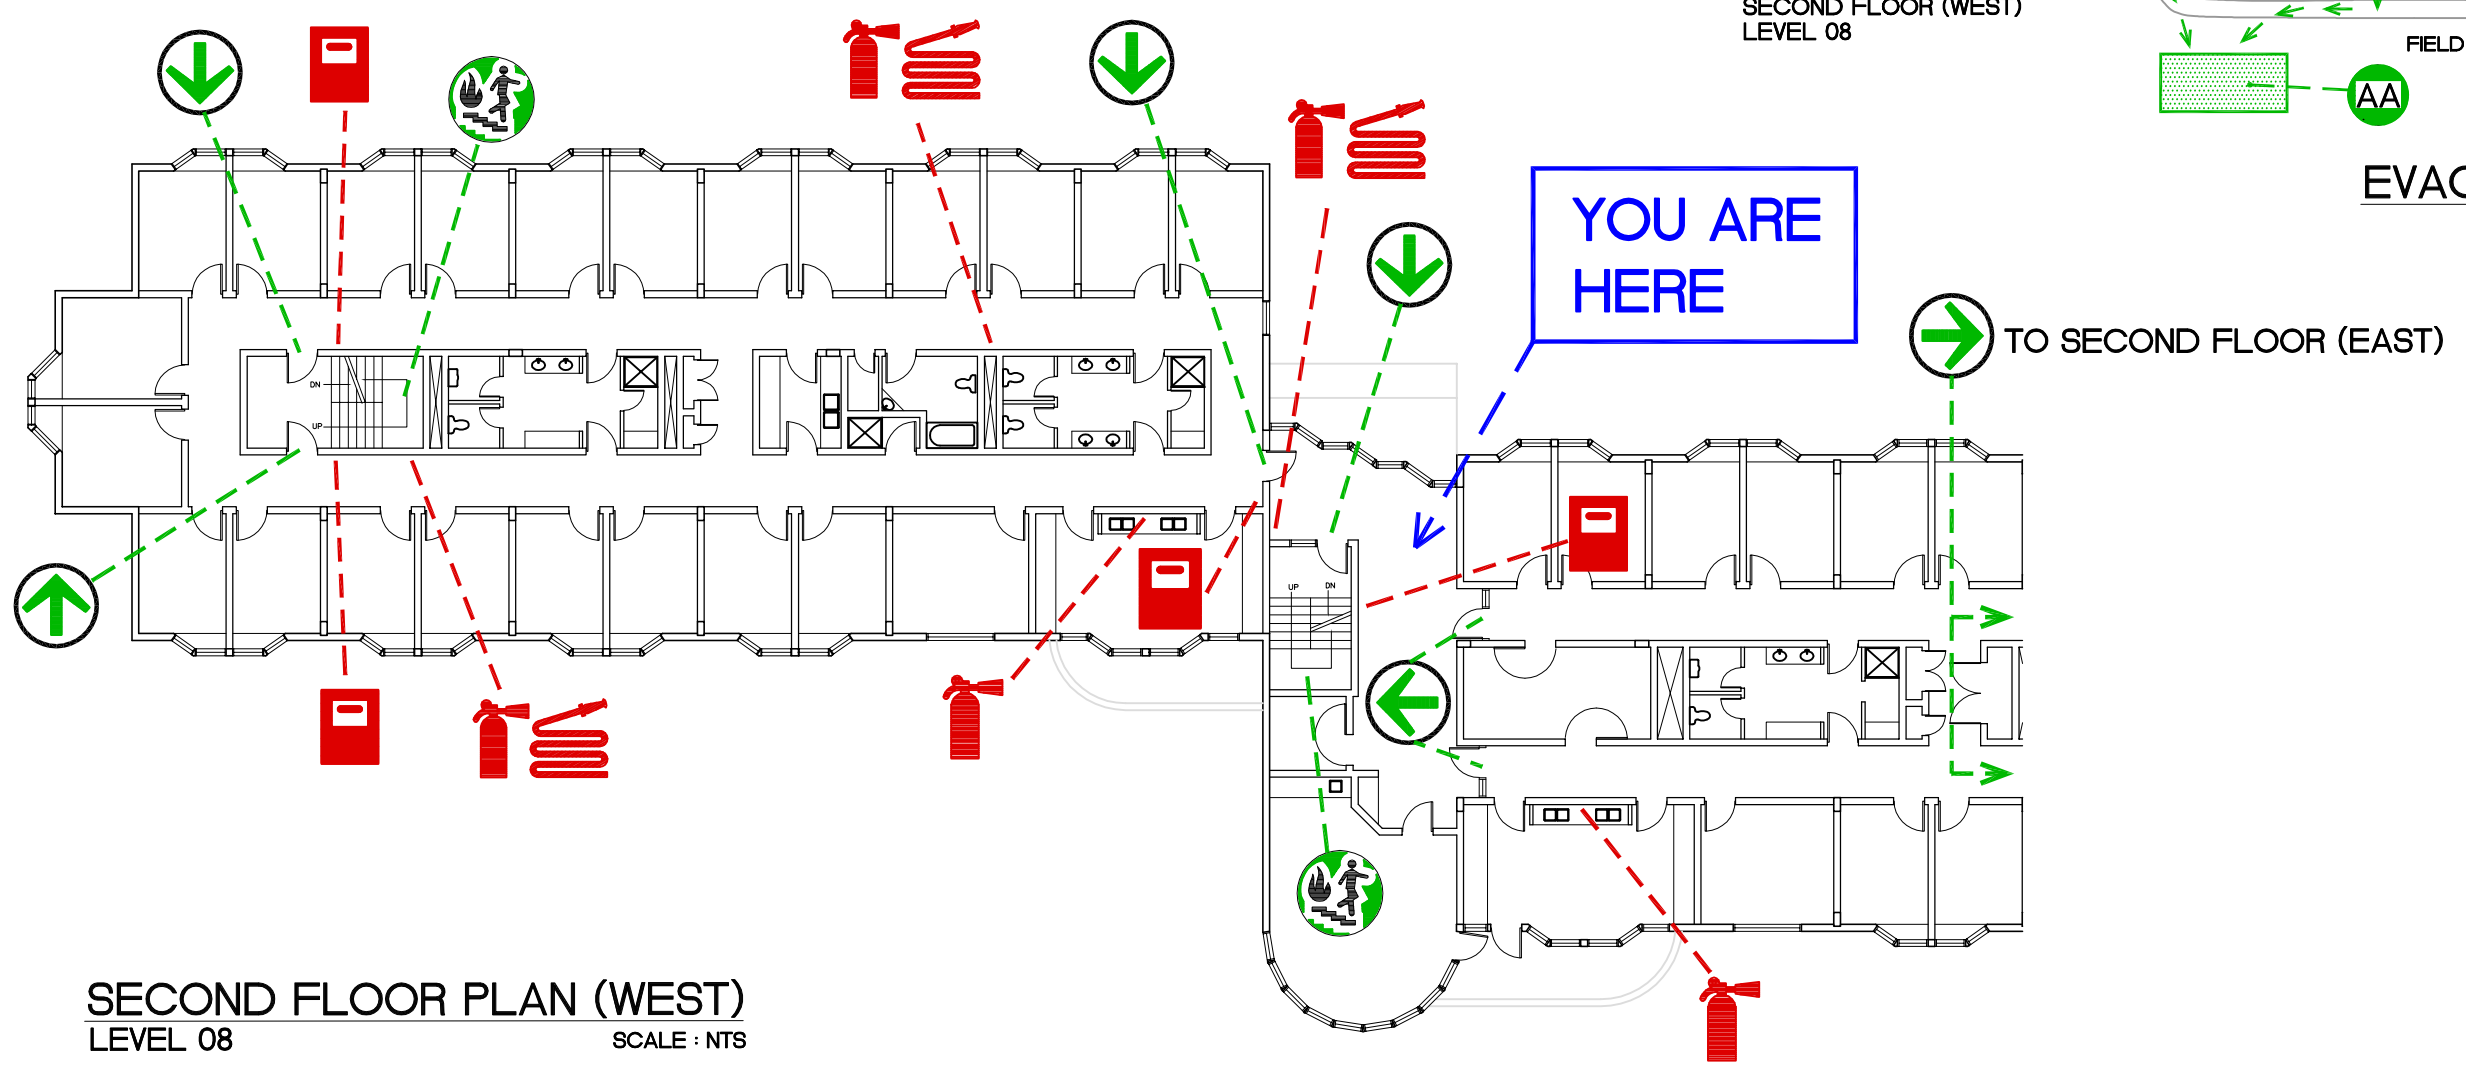 SECOND FLOOR (WEST)
LEVEL 08
FIELD
AA
EVAC
YOU ARE
HERE
TO SECOND FLOOR (EAST)
DN
UP
UP
DN
SECOND FLOOR PLAN (WEST)
LEVEL 08
SCALE : NTS